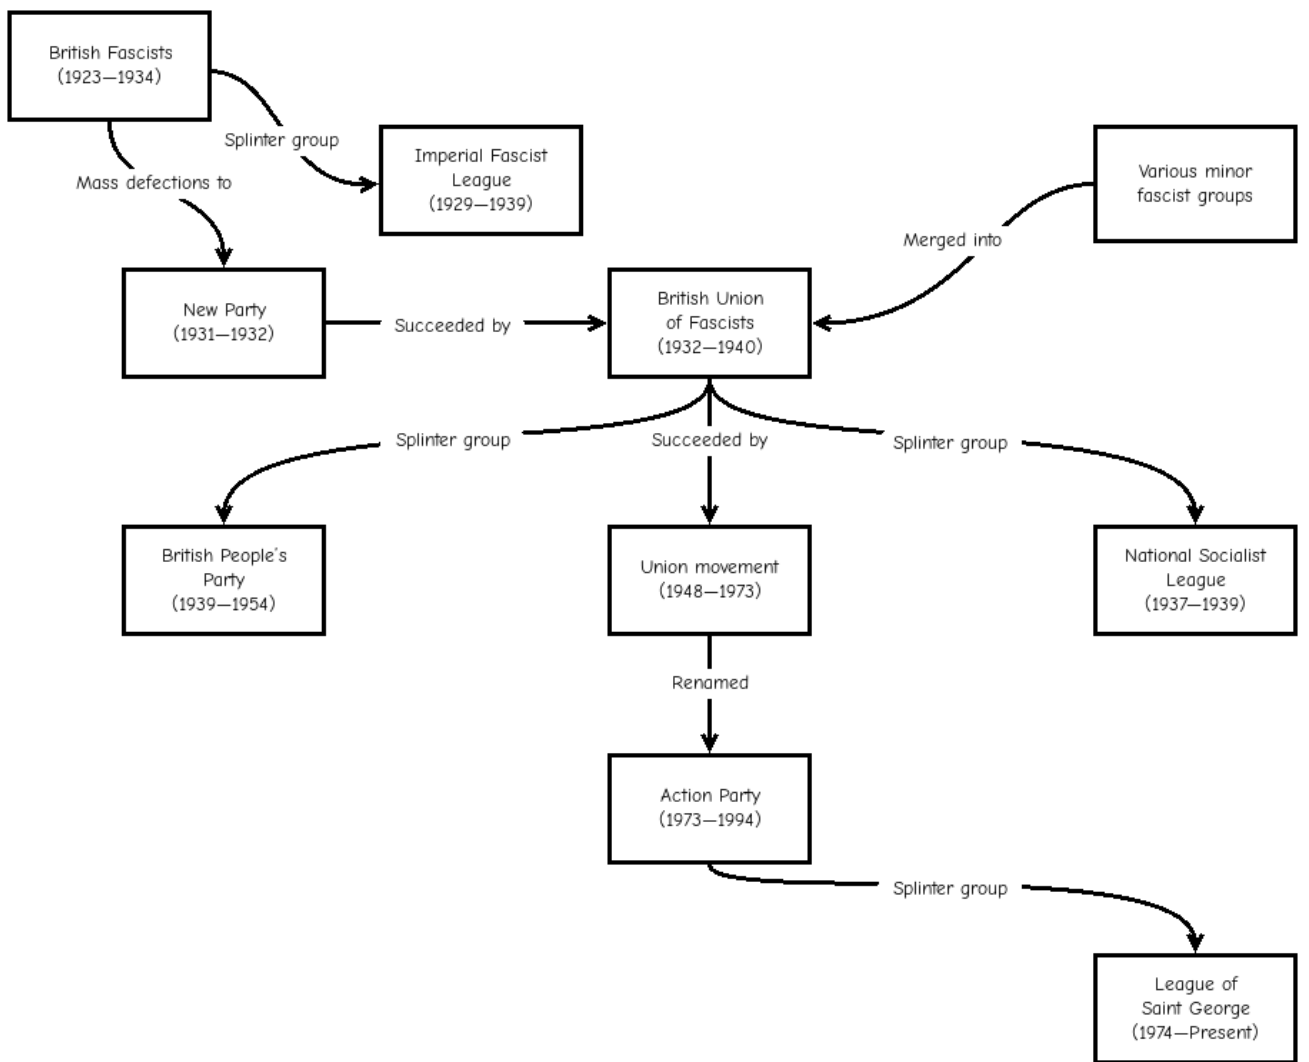 British Fascists
(1923—1934)
Splinter group
Imperial Fascist
League
(1929—1939)
Various minor
fascist groups
Mass defections to
Merged into
New Party
(1931—1932)
Succeeded by
British Union
of Fascists
(1932—1940)
Splinter group
Succeeded by
Splinter group
British People's
Party
(1939—1954)
Union movement
(1948—1973)
National Socialist
League
(1937—1939)
Renamed
Action Party
(1973—1994)
Splinter group
League of
Saint George
(1974—Present)